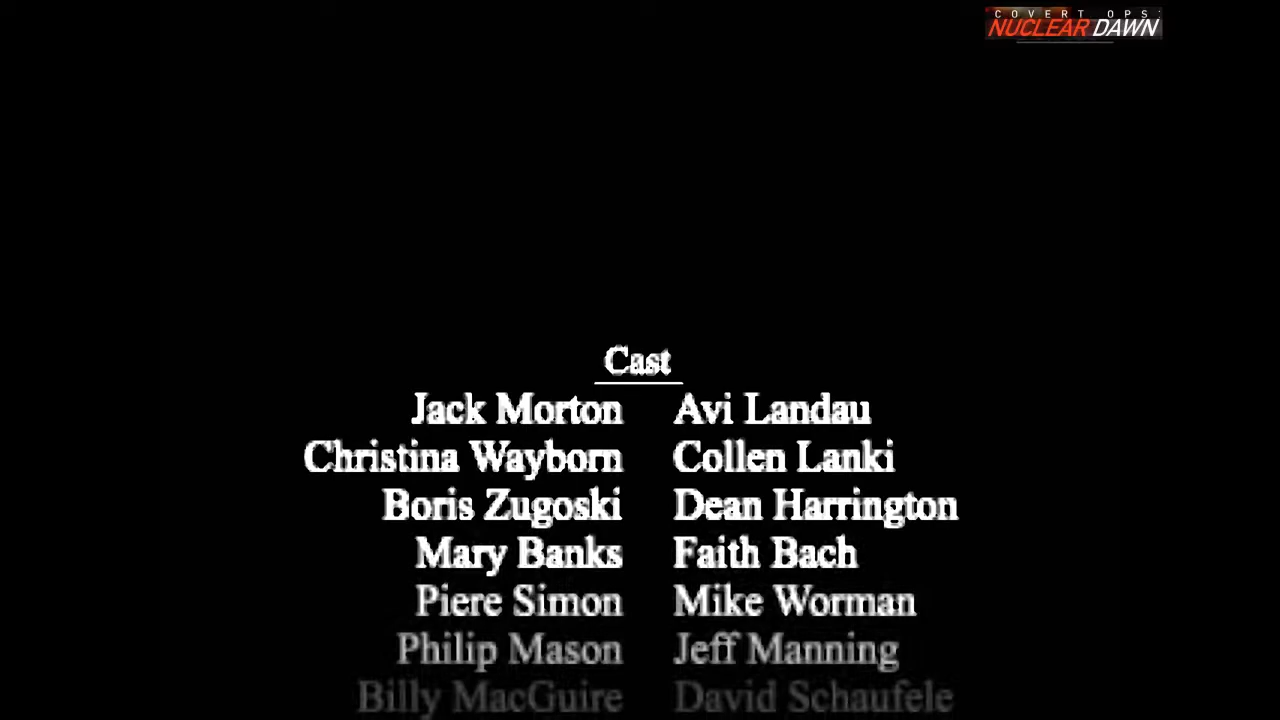 COVERT OPS
NUCLEAR DAWN
Cast
Jack Morton Avi Landau
Christina Wayborn Collen Lanki
Boris Zugoski Dean Harrington
Mary Banks Faith Bach
Piere Simon Mike Worman
Philip Mason Jeff Manning
Billy MacGuire David Schaufele